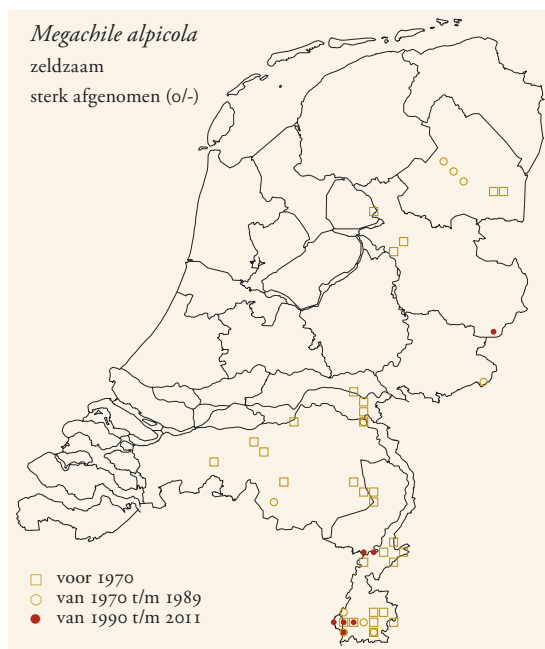 Megachile alpicola
zeldzaam
sterk afgenomen (0/-)
voor 1970
van 1970 t/m 1989
van 1990 t/m 2011